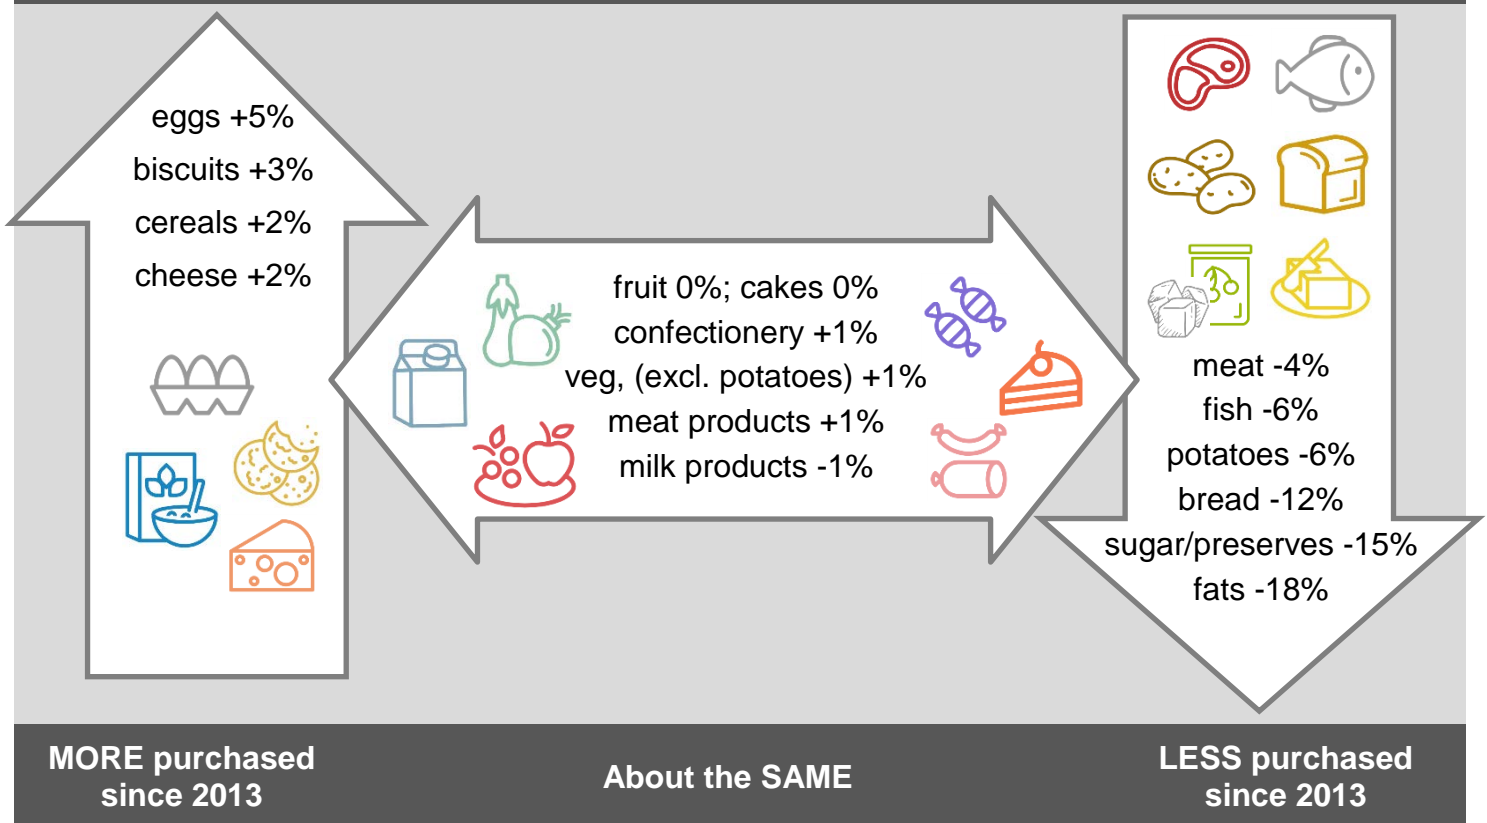 eggs +5%
biscuits +3%
cereals +2%
cheese +2%
fruit 0%; cakes 0%
confectionery +1%
veg, (excl. potatoes) +1%
meat products +1%
milk products -1%
meat -4%
fish -6%
potatoes -6%
bread -12%
sugar/preserves -15%
fats -18%
MORE purchased
since 2013
About the SAME
LESS purchased
since 2013